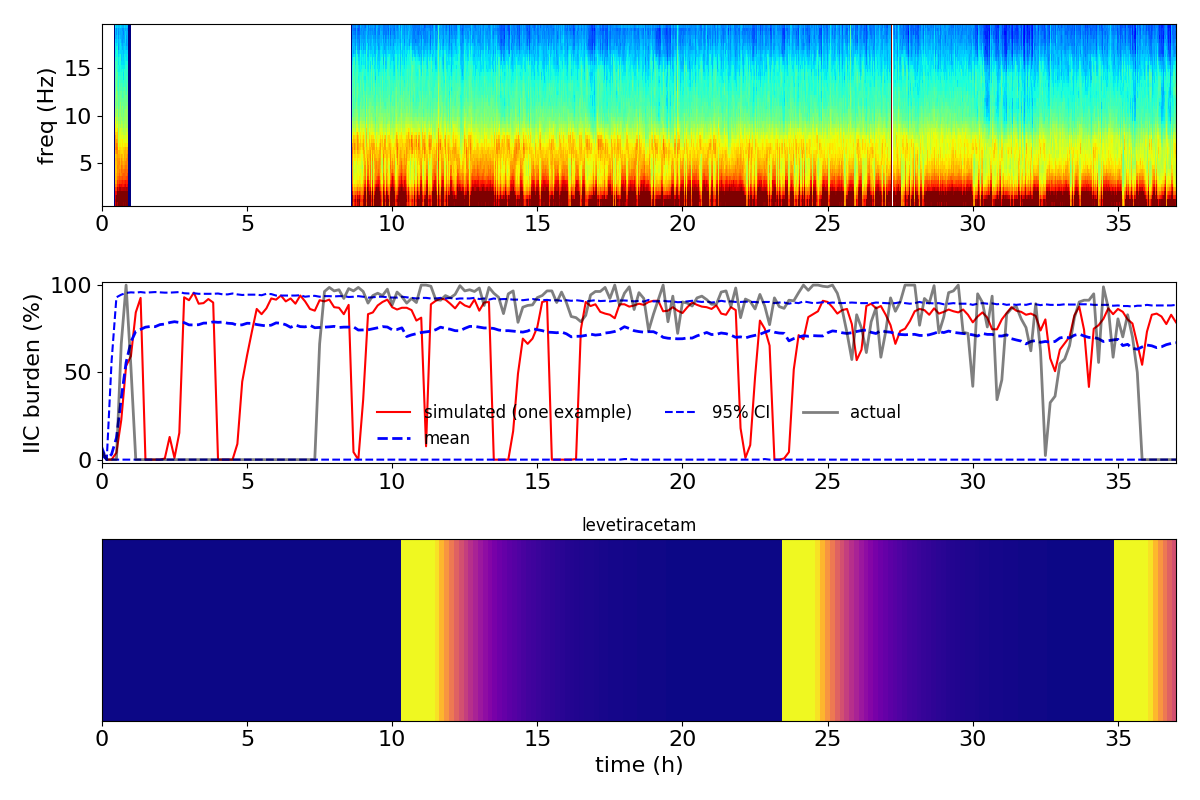 freq (Hz)
15
10
5
0 5 10 15 20 25 30 35
IIC burden (%)
100
50
0
simulated (one example) 95% CI actual
mean
0 5 10 15 20 25 30 35
levetiracetam
0 5 10 15 20 25 30 35
time (h)